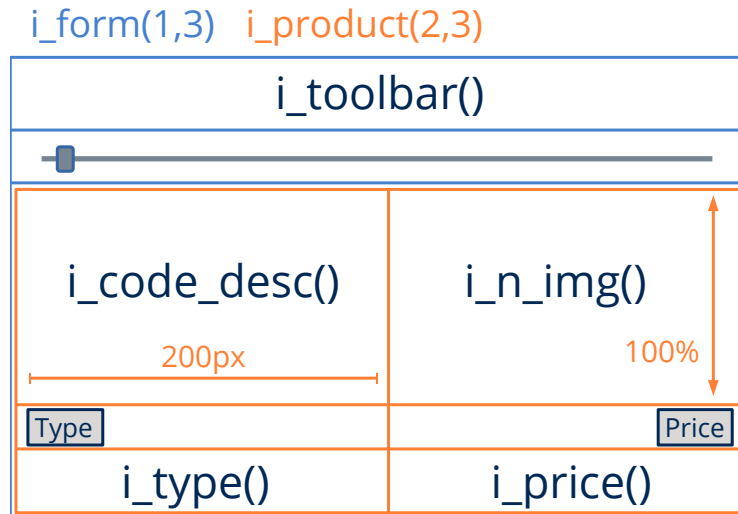 i_form(1,3) i_product(2,3)
i_toolbar()
i_code_desc() i_n_img()
200px 100%
Type Price
i_type() i_price()